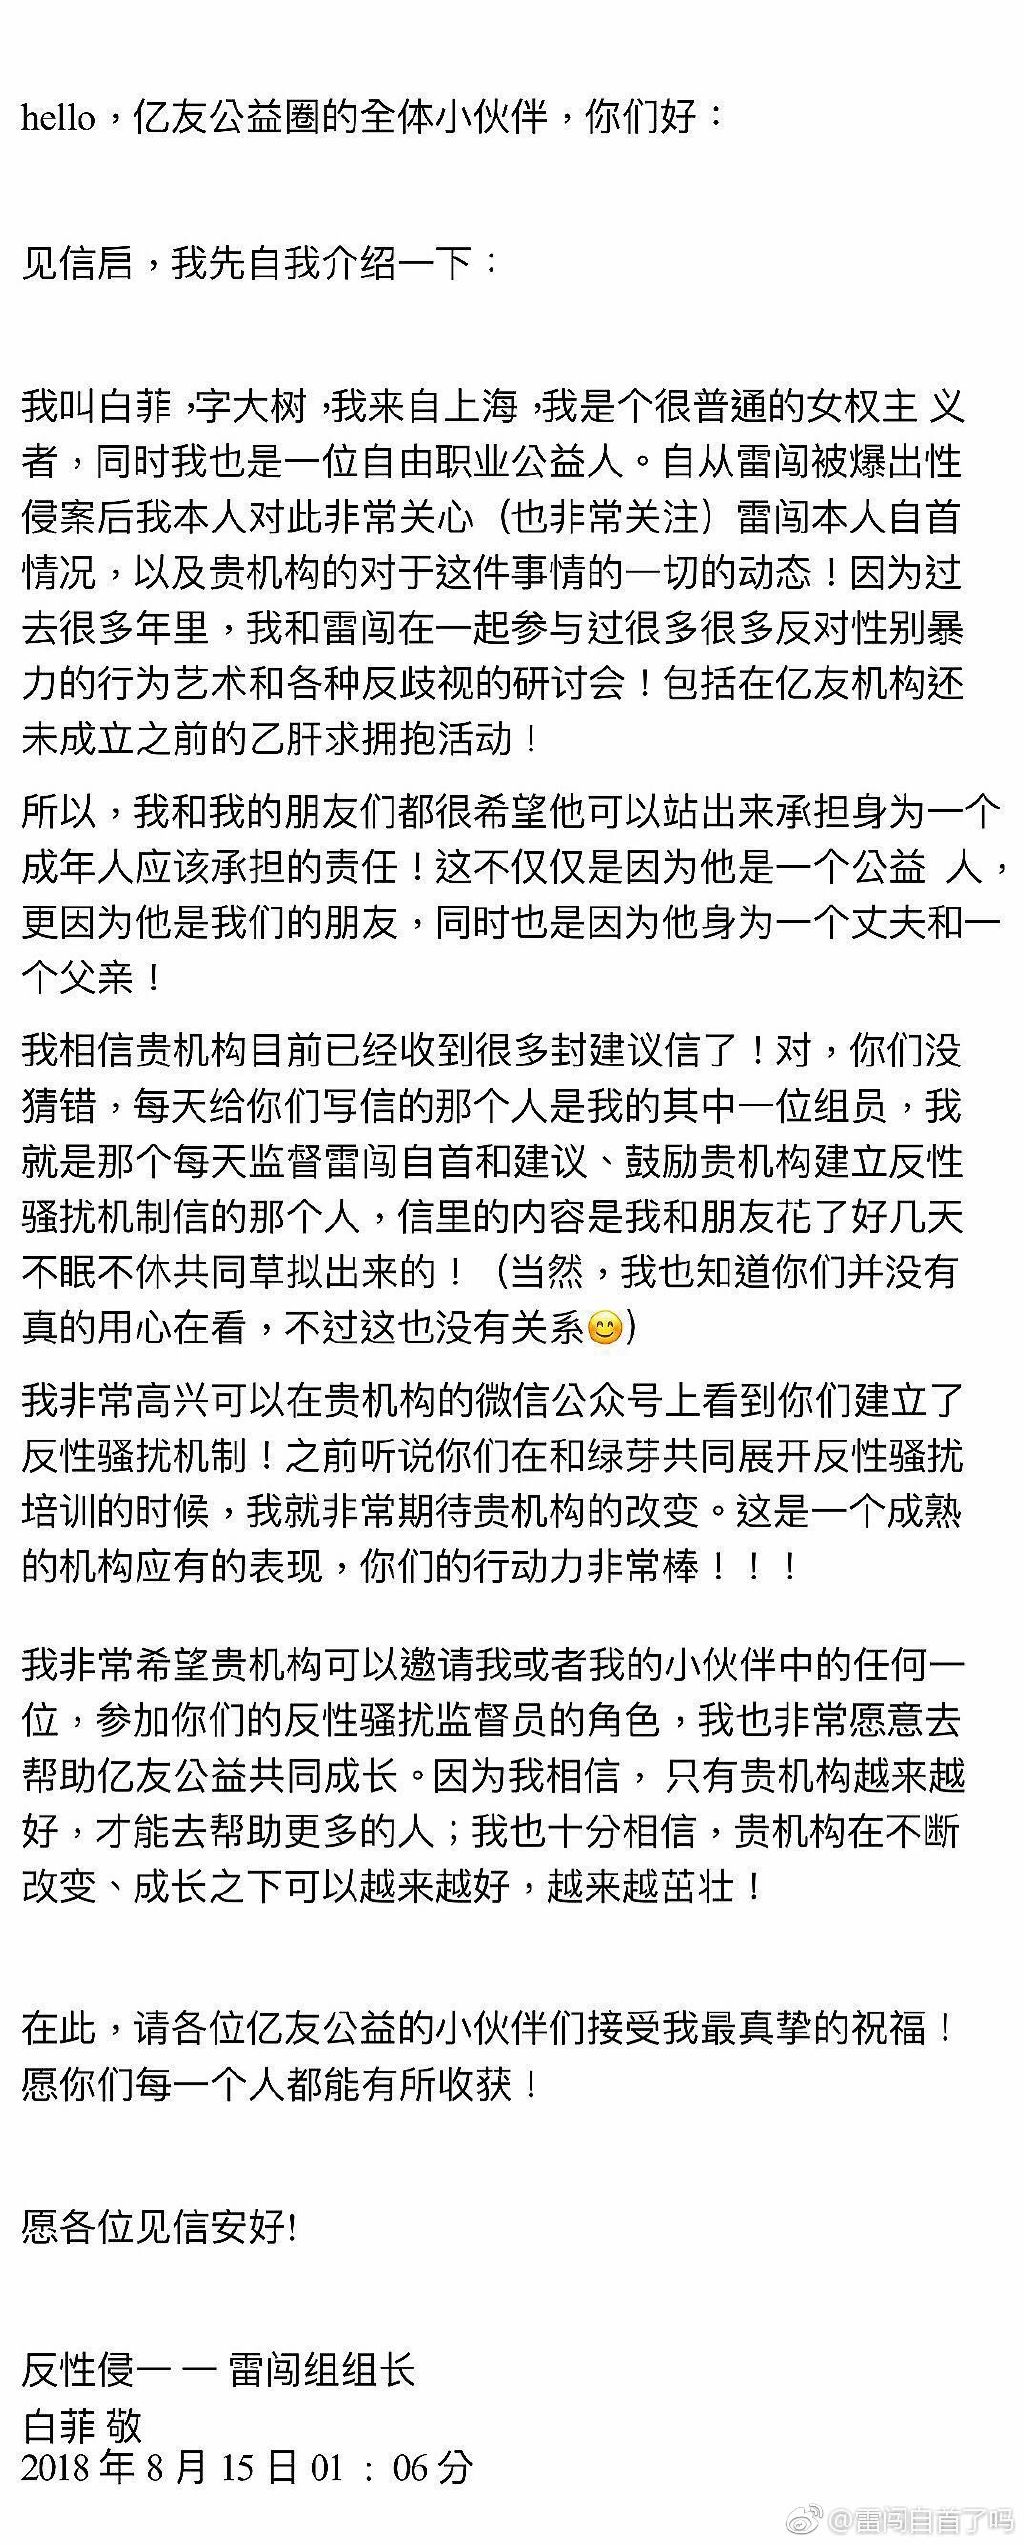 hello，亿友公益圈的全体小伙伴，你们好：
见信启，我先自我介绍一下：
我叫白菲，字大树，我来自上海，我是个很普通的女权主 义
者，同时我也是一位自由职业公益人。自从雷闯被爆出性
侵案后我本人对此非常关心（也非常关注）雷闯本人自首
情况，以及贵机构的对于这件事情的一切的动态！因为过
去很多年里，我和雷闯在一起参与过很多很多反对性别暴
力的行为艺术和各种反歧视的研讨会！包括在亿友机构还
未成立之前的乙肝求拥抱活动！
所以，我和我的朋友们都很希望他可以站出来承担身为一个
成年人应该承担的责任！这不仅仅是因为他是一个公益 人，
更因为他是我们的朋友，同时也是因为他身为一个丈夫和一
个父亲！
我相信贵机构目前已经收到很多封建议信了！对，你们没
猜错，每天给你们写信的那个人是我的其中一位组员，我
就是那个每天监督雷闯自首和建议、鼓励贵机构建立反性
骚扰机制信的那个人，信里的内容是我和朋友花了好几天
不眠不休共同草拟出来的！（当然，我也知道你们并没有
真的用心在看，不过这也没有关系😊）
我非常高兴可以在贵机构的微信公众号上看到你们建立了
反性骚扰机制！之前听说你们在和绿芽共同展开反性骚扰
培训的时候，我就非常期待贵机构的改变。这是一个成熟
的机构应有的表现，你们的行动力非常棒！！！
我非常希望贵机构可以邀请我或者我的小伙伴中的任何一
位，参加你们的反性骚扰监督员的角色，我也非常愿意去
帮助亿友公益共同成长。因为我相信， 只有贵机构越来越
好，才能去帮助更多的人；我也十分相信，贵机构在不断
改变、成长之下可以越来越好，越来越茁壮！
在此，请各位亿友公益的小伙伴们接受我最真挚的祝福！
愿你们每一个人都能有所收获！
愿各位见信安好!
反性侵一 一 雷闯组组长
白菲 敬
2018 年 8 月 15 日 01 ：06 分
@雷闯自首了吗